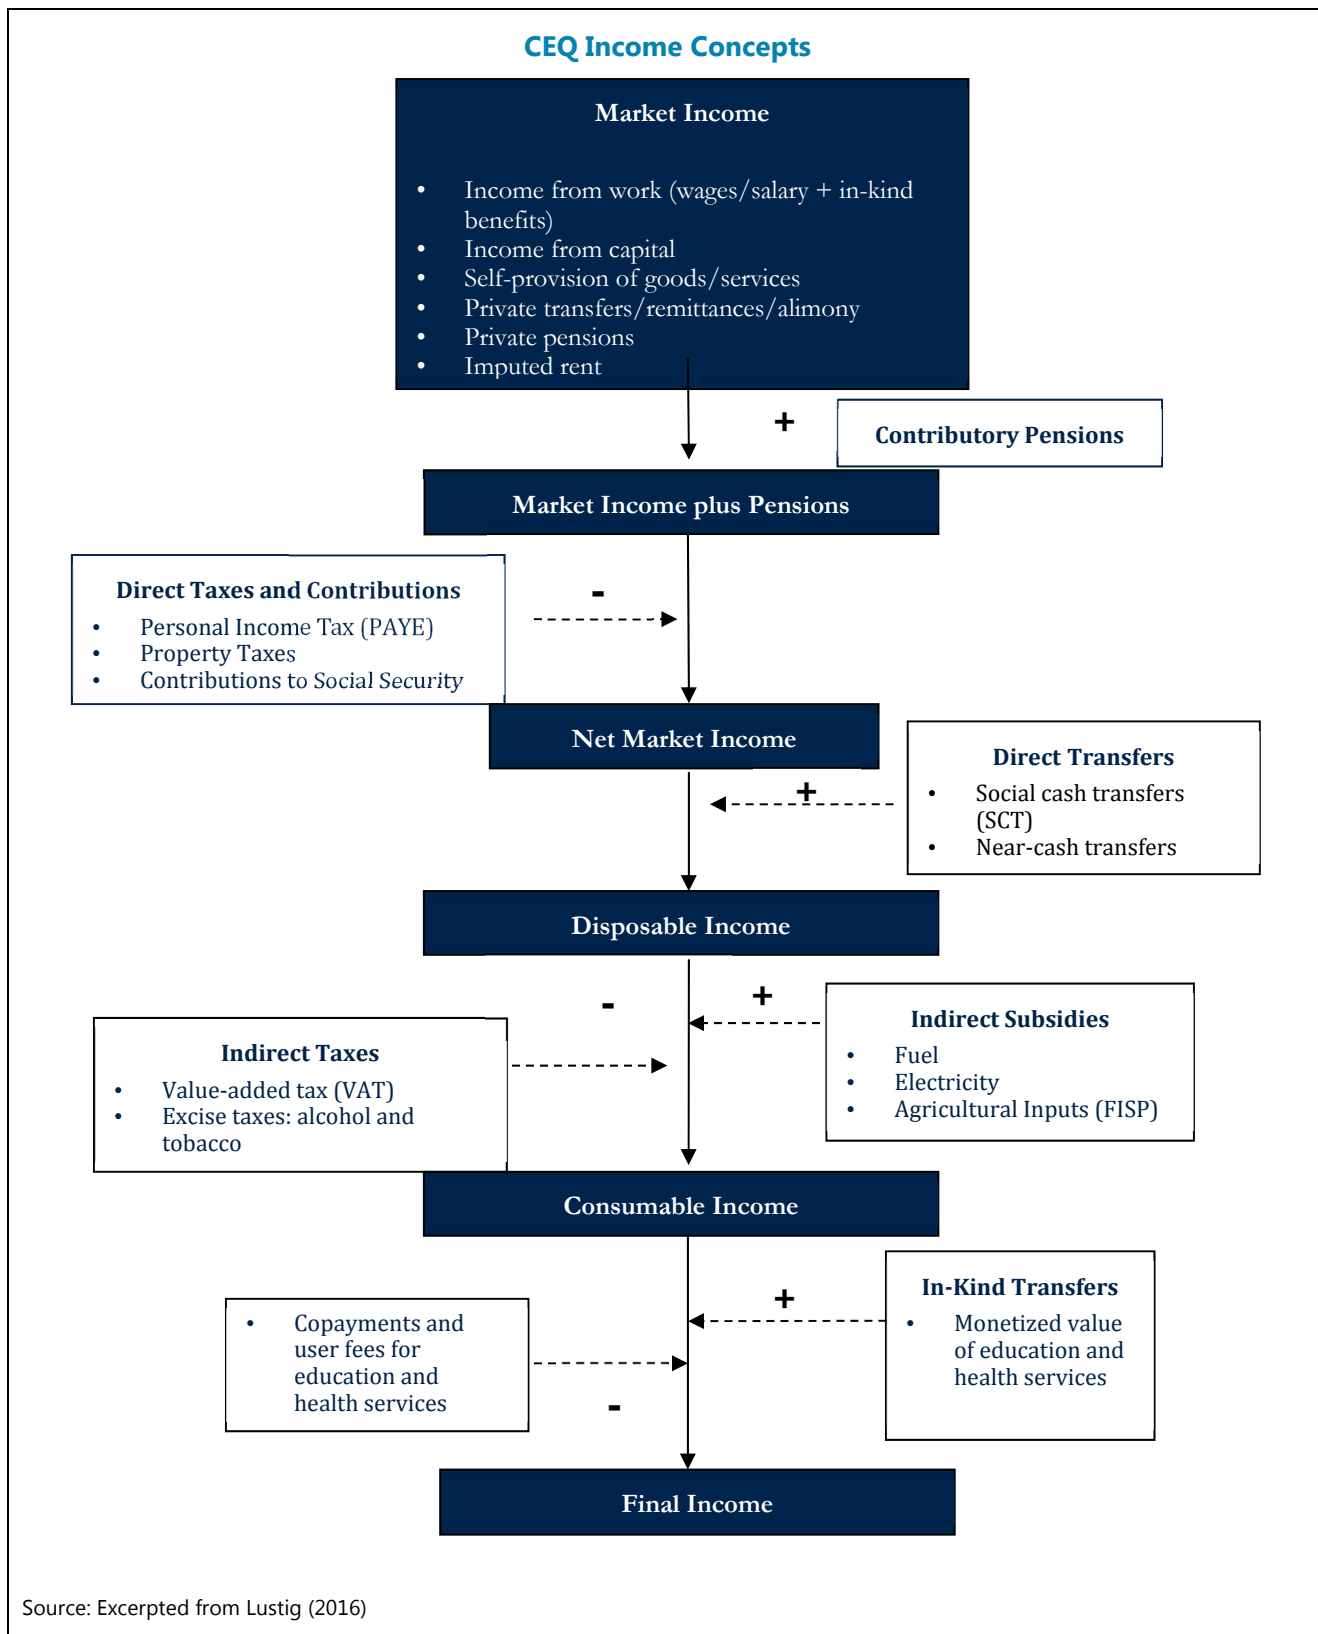 CEQ Income Concepts
Market Income
• Income from work (wages/salary + in-kind
benefits)
• Income from capital
• Self-provision of goods/services
• Private transfers/remittances/alimony
• Private pensions
• Imputed rent
+
Contributory Pensions
Market Income plus Pensions
Direct Taxes and Contributions
• Personal Income Tax (PAYE)
• Property Taxes
• Contributions to Social Security
-
Net Market Income
Direct Transfers
• Social cash transfers
(SCT)
• Near-cash transfers
+
Disposable Income
-
+
Indirect Subsidies
• Fuel
• Electricity
• Agricultural Inputs (FISP)
Indirect Taxes
• Value-added tax (VAT)
• Excise taxes: alcohol and
tobacco
Consumable Income
In-Kind Transfers
• Monetized value
of education and
health services
+
• Copayments and
user fees for
education and
health services
-
Final Income
Source: Excerpted from Lustig (2016)